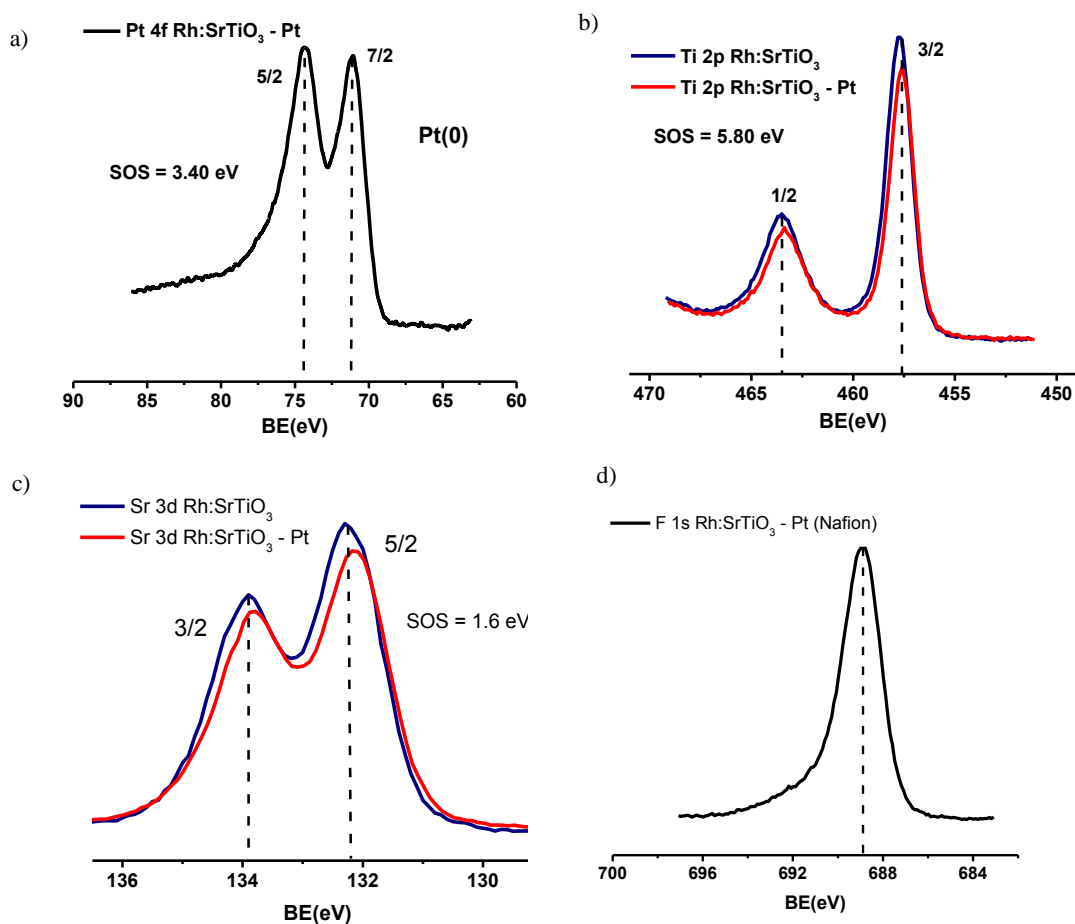 a)
Pt 4f Rh:SrTiO₃ - Pt
7/2
5/2
Pt(0)
SOS = 3.40 eV
90 85 80 75 70 65 60
BE(eV)
b)
Ti 2p Rh:SrTiO₃
3/2
Ti 2p Rh:SrTiO₃ - Pt
SOS = 5.80 eV
1/2
470 465 460 455 450
BE(eV)
c)
Sr 3d Rh:SrTiO₃
Sr 3d Rh:SrTiO₃ - Pt
5/2
3/2
SOS = 1.6 eV
136 134 132 130
BE(eV)
d)
F 1s Rh:SrTiO₃ - Pt (Nafion)
700 696 692 688 684
BE(eV)